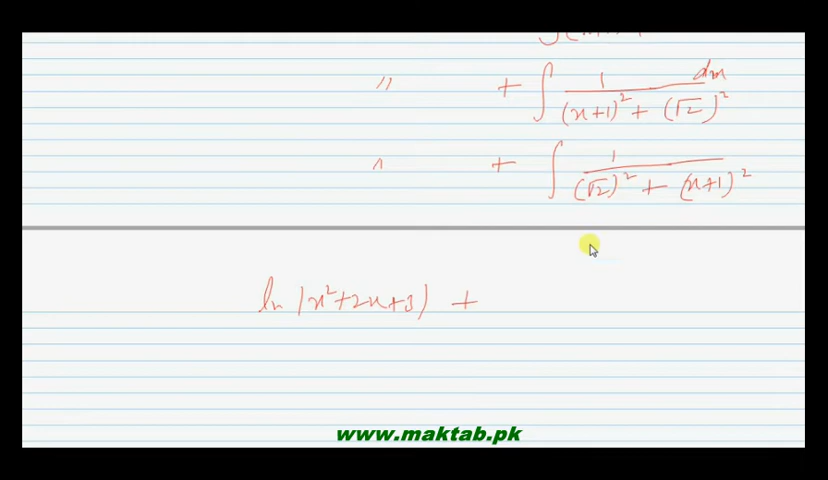 " + ∫ 1/((x+1)² + (√2)²) dx
" + ∫ 1/((√2)² + (x+1)²)
ln |x²+2x+3| +
www.maktab.pk